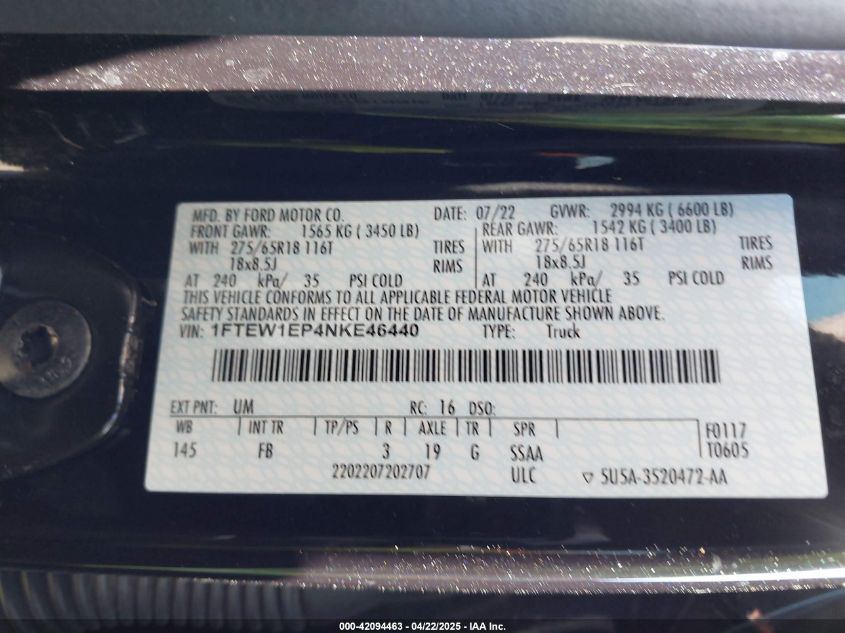 MFD. BY FORD MOTOR CO. DATE: 07/22 GVWR: 2994 KG ( 6600 LB)
FRONT GAWR: 1565 KG ( 3450 LB) REAR GAWR: 1542 KG ( 3400 LB)
WITH 275/65R18 116T TIRES WITH 275/65R18 116T TIRES
18x8.5J RIMS 18x8.5J RIMS
AT 240 kPa/ 35 PSI COLD AT 240 kPa/ 35 PSI COLD
THIS VEHICLE CONFORMS TO ALL APPLICABLE FEDERAL MOTOR VEHICLE
SAFETY STANDARDS IN EFFECT ON THE DATE OF MANUFACTURE SHOWN ABOVE.
VIN: 1FTEW1EP4NKE46440 TYPE: Truck
EXT PNT: UM RC: 16 DSO:
WB INT TR TP/PS R AXLE TR SPR F0117
145 FB 3 19 G SSAA T0605
2202207202707 ULC ▽ 5U5A-3520472-AA
000-42094463 - 04/22/2025 - IAA Inc.